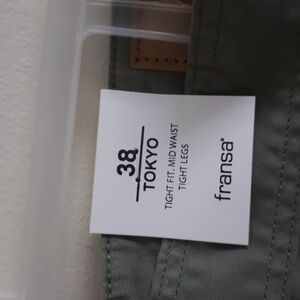 38
TOKYO
TIGHT FIT. MID WAIST
TIGHT LEGS
fransa